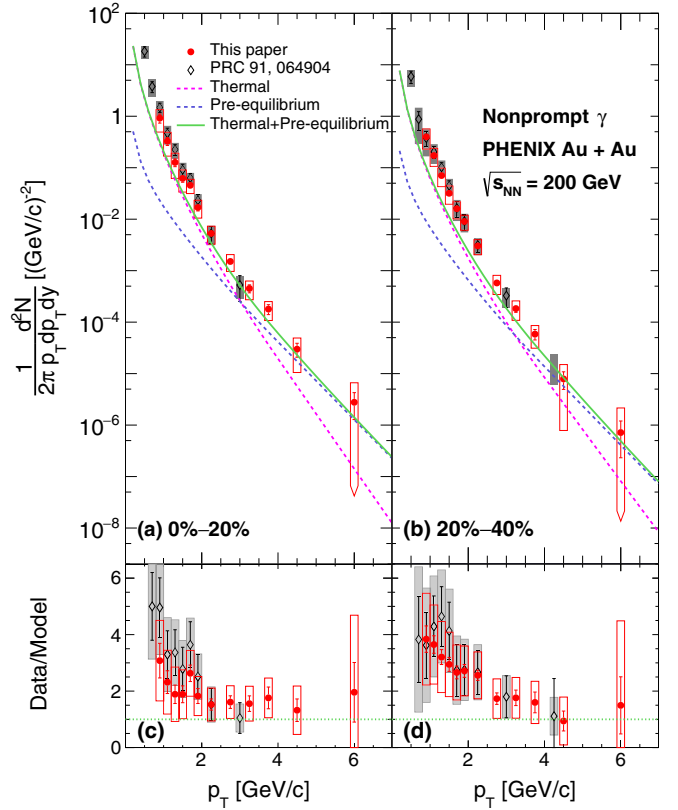 This paper
PRC 91, 064904
Thermal
Pre-equilibrium
Thermal+Pre-equilibrium
Nonprompt γ
PHENIX Au + Au
√s_NN = 200 GeV
1
10⁻²
10⁻⁴
10⁻⁶
10⁻⁸
1/(2π p_T) d²N/(dp_T dy) [(GeV/c)⁻²]
(a) 0%–20%
(b) 20%–40%
Data/Model
6
4
2
0
(c)
(d)
2 4 6
2 4 6
p_T [GeV/c]
p_T [GeV/c]